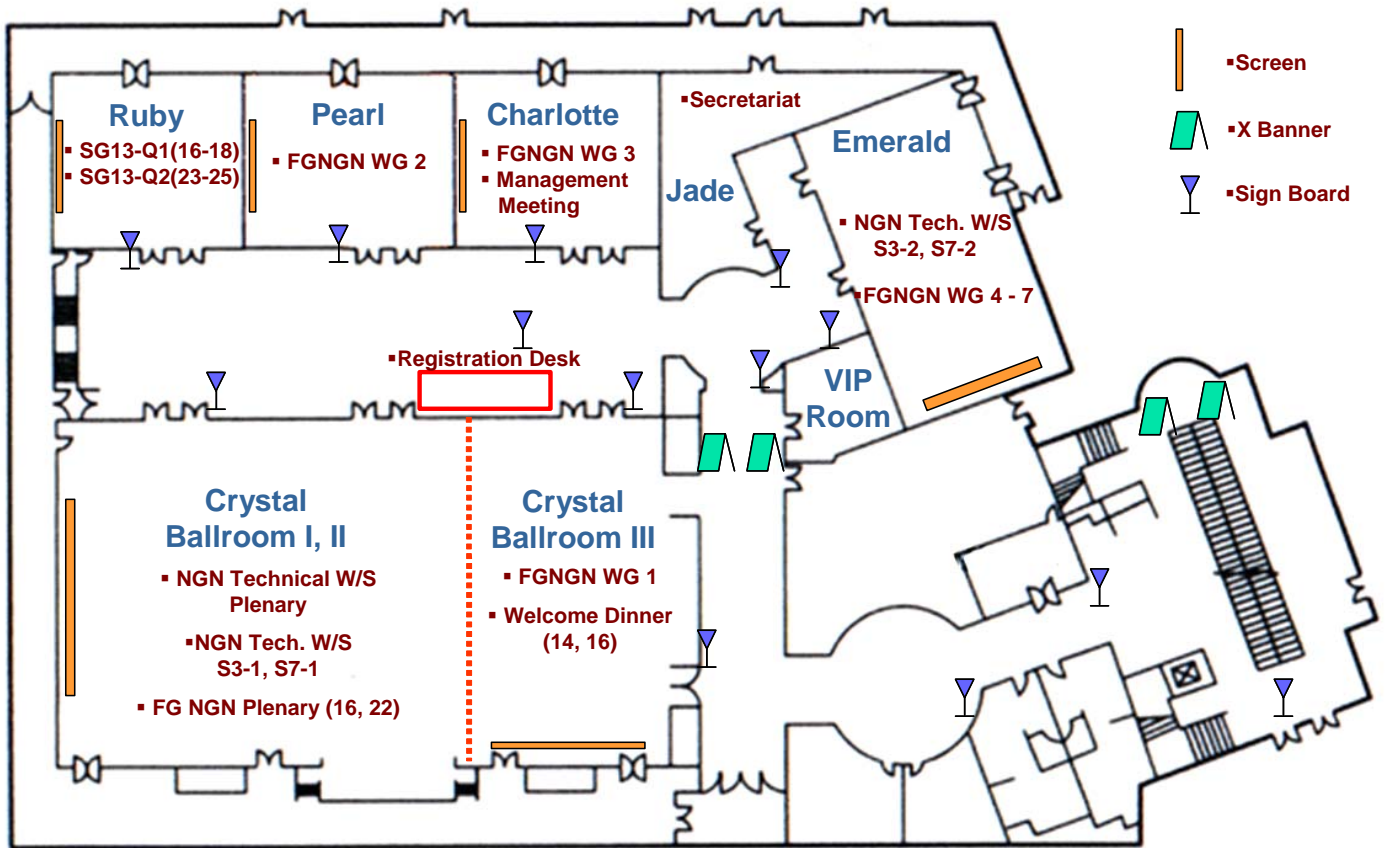 Ruby
▪ SG13-Q1(16-18)
▪ SG13-Q2(23-25)
Pearl
▪ FGNGN WG 2
Charlotte
▪ FGNGN WG 3
▪ Management
Meeting
▪Secretariat
Jade
Emerald
▪ NGN Tech. W/S
S3-2, S7-2
▪FGNGN WG 4 - 7
▪Screen
▪X Banner
▪Sign Board
▪Registration Desk
VIP
Room
Crystal
Ballroom I, II
▪ NGN Technical W/S
Plenary
▪NGN Tech. W/S
S3-1, S7-1
▪ FG NGN Plenary (16, 22)
Crystal
Ballroom III
▪ FGNGN WG 1
▪ Welcome Dinner
(14, 16)